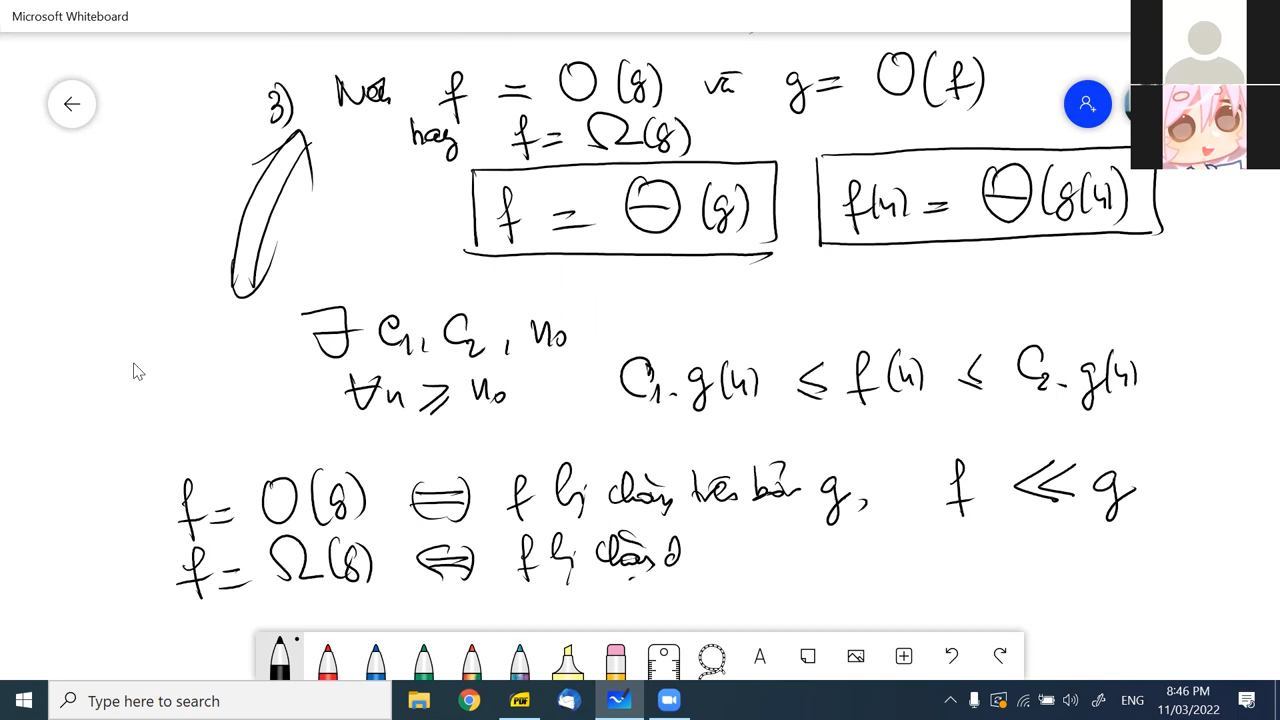 Microsoft Whiteboard
3) Nếu f = O(g) và g = O(f)
hay f = Ω(g)
f = Θ(g) f(n) = Θ(g(n))
∃ C₁, C₂, n₀
∀n ≥ n₀ C₁.g(n) ≤ f(n) ≤ C₂.g(n)
f = O(g) ⇔ f bị chặn trên bởi g, f ≪ g
f = Ω(g) ⇔ f bị chặn d
Type here to search
PDF
ENG
8:46 PM
11/03/2022